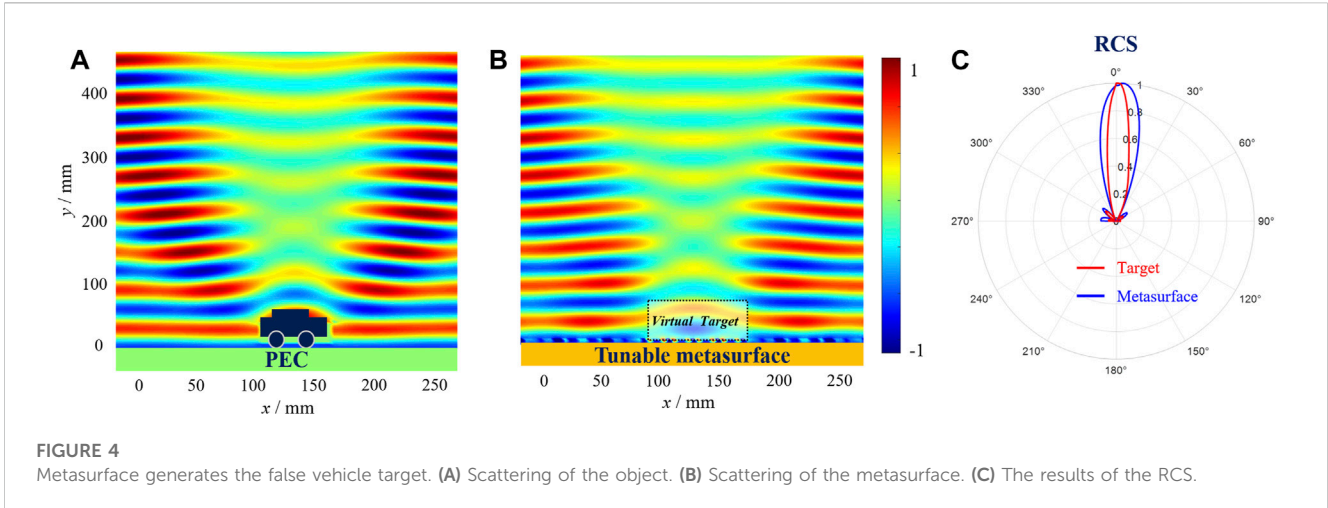 A
y / mm
400
300
200
100
0
PEC
0 50 100 150 200 250
x / mm
B
Virtual Target
Tunable metasurface
0 50 100 150 200 250
x / mm
1
-1
C
RCS
0°
30°
60°
90°
120°
150°
180°
210°
240°
270°
300°
330°
1
0.8
0.6
0.4
0.2
0
Target
Metasurface
FIGURE 4
Metasurface generates the false vehicle target. (A) Scattering of the object. (B) Scattering of the metasurface. (C) The results of the RCS.